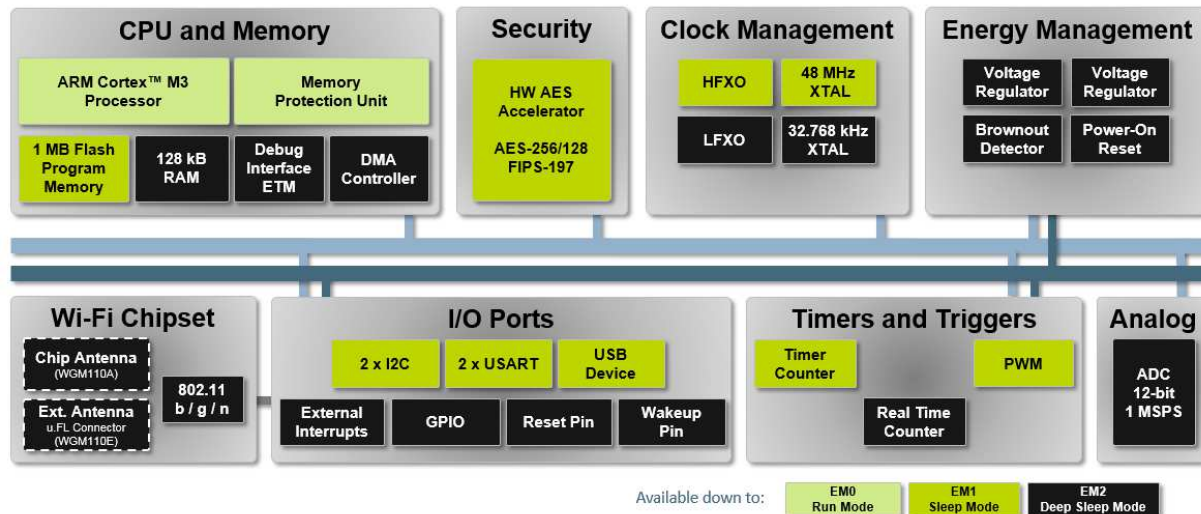 CPU and Memory
ARM Cortex™ M3
Processor
Memory
Protection Unit
1 MB Flash
Program
Memory
128 kB
RAM
Debug
Interface
ETM
DMA
Controller
Security
HW AES
Accelerator
AES-256/128
FIPS-197
Clock Management
HFXO
48 MHz
XTAL
LFXO
32.768 kHz
XTAL
Energy Management
Voltage
Regulator
Voltage
Regulator
Brownout
Detector
Power-On
Reset
Wi-Fi Chipset
Chip Antenna
(WGM110A)
Ext. Antenna
u.FL Connector
(WGM110E)
802.11
b / g / n
I/O Ports
2 x I2C
2 x USART
USB
Device
External
Interrupts
GPIO
Reset Pin
Wakeup
Pin
Timers and Triggers
Timer
Counter
PWM
Real Time
Counter
Analog
ADC
12-bit
1 MSPS
Available down to:
EM0
Run Mode
EM1
Sleep Mode
EM2
Deep Sleep Mode